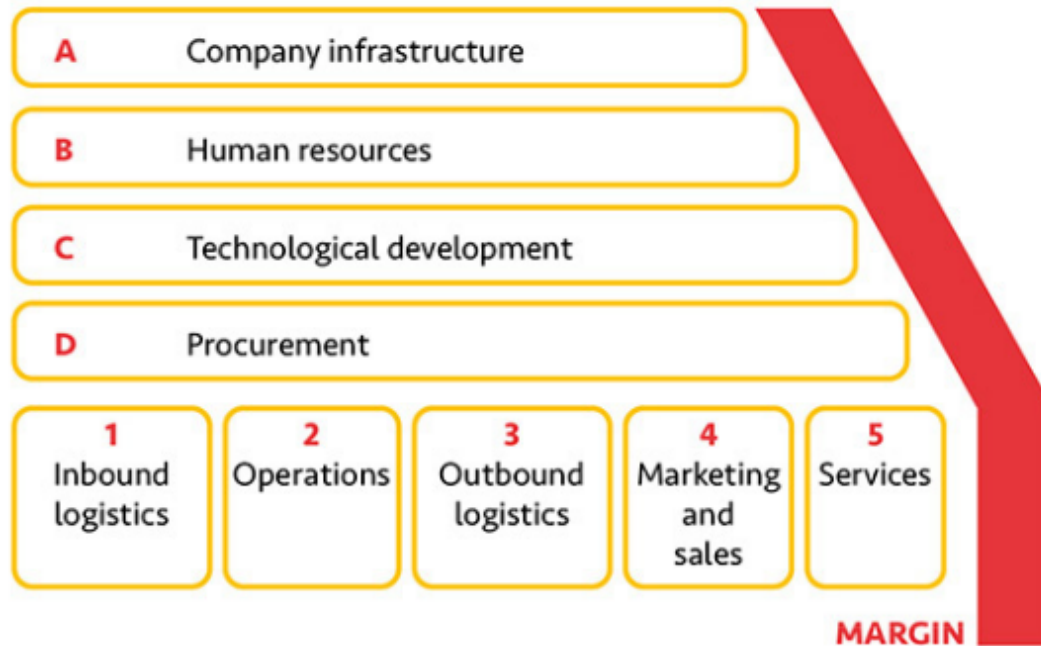 A Company infrastructure
B Human resources
C Technological development
D Procurement
1
Inbound
logistics
2
Operations
3
Outbound
logistics
4
Marketing
and
sales
5
Services
MARGIN